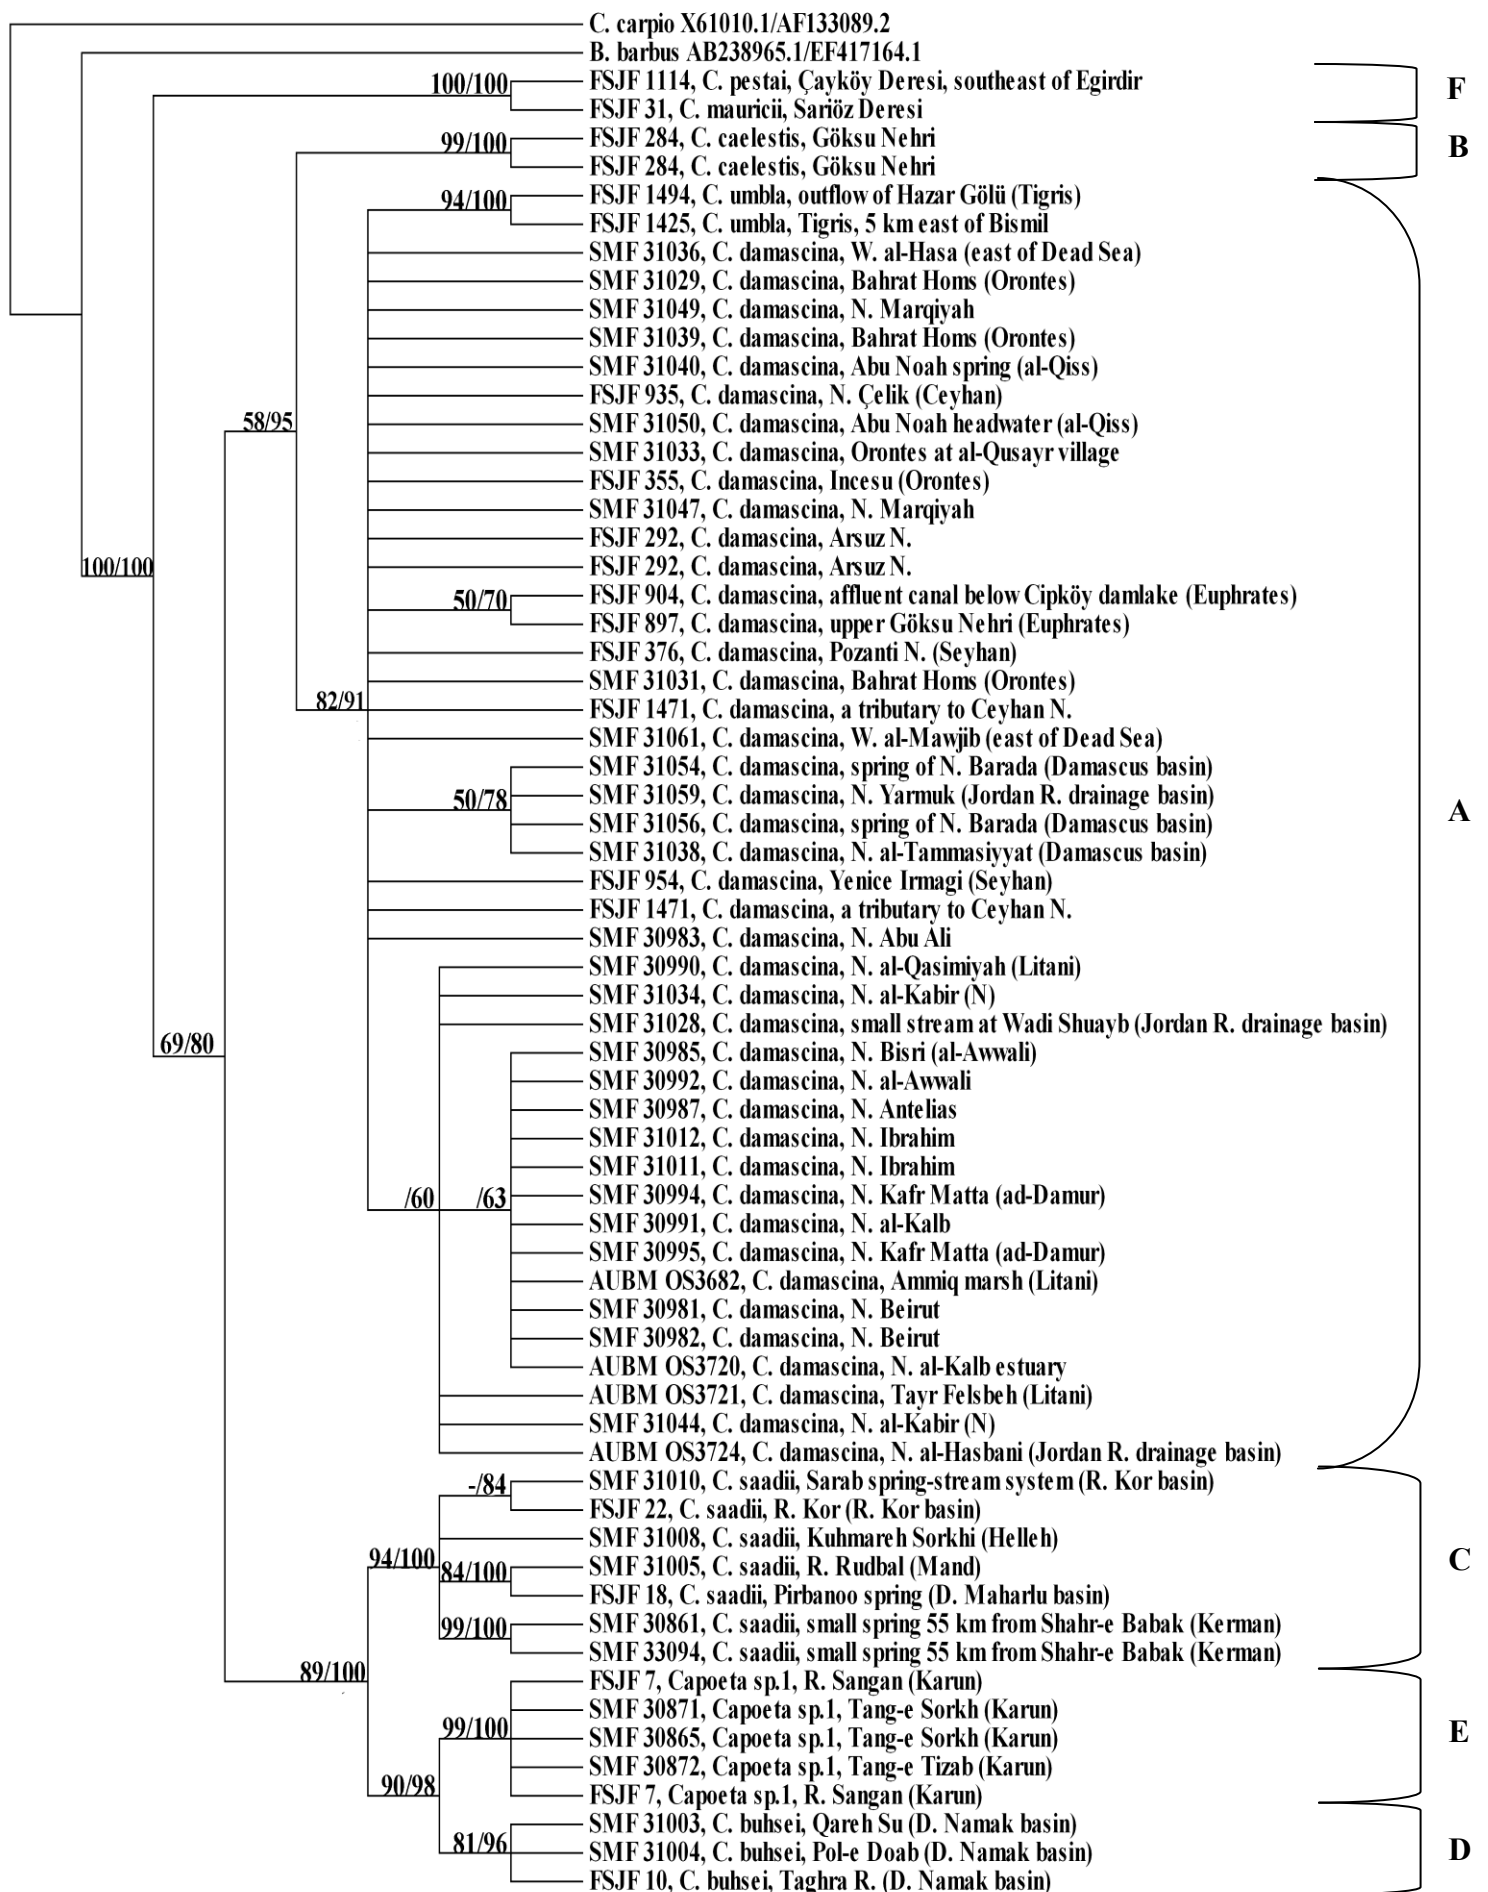 C. carpio X61010.1/AF133089.2
B. barbus AB238965.1/EF417164.1
100/100
FSJF 1114, C. pestai, Çayköy Deresi, southeast of Egirdir
F
FSJF 31, C. mauricii, Sariöz Deresi
99/100
FSJF 284, C. caelestis, Göksu Nehri
B
FSJF 284, C. caelestis, Göksu Nehri
94/100
FSJF 1494, C. umbla, outflow of Hazar Gölü (Tigris)
FSJF 1425, C. umbla, Tigris, 5 km east of Bismil
SMF 31036, C. damascina, W. al-Hasa (east of Dead Sea)
SMF 31029, C. damascina, Bahrat Homs (Orontes)
SMF 31049, C. damascina, N. Marqiyah
SMF 31039, C. damascina, Bahrat Homs (Orontes)
SMF 31040, C. damascina, Abu Noah spring (al-Qiss)
FSJF 935, C. damascina, N. Çelik (Ceyhan)
58/95
SMF 31050, C. damascina, Abu Noah headwater (al-Qiss)
SMF 31033, C. damascina, Orontes at al-Qusayr village
FSJF 355, C. damascina, Incesu (Orontes)
SMF 31047, C. damascina, N. Marqiyah
FSJF 292, C. damascina, Arsuz N.
100/100
FSJF 292, C. damascina, Arsuz N.
50/70
FSJF 904, C. damascina, affluent canal below Cipköy damlake (Euphrates)
FSJF 897, C. damascina, upper Göksu Nehri (Euphrates)
FSJF 376, C. damascina, Pozanti N. (Seyhan)
SMF 31031, C. damascina, Bahrat Homs (Orontes)
82/91
FSJF 1471, C. damascina, a tributary to Ceyhan N.
SMF 31061, C. damascina, W. al-Mawjib (east of Dead Sea)
SMF 31054, C. damascina, spring of N. Barada (Damascus basin)
50/78
SMF 31059, C. damascina, N. Yarmuk (Jordan R. drainage basin)
A
SMF 31056, C. damascina, spring of N. Barada (Damascus basin)
SMF 31038, C. damascina, N. al-Tammasiyyat (Damascus basin)
FSJF 954, C. damascina, Yenice Irmagi (Seyhan)
FSJF 1471, C. damascina, a tributary to Ceyhan N.
SMF 30983, C. damascina, N. Abu Ali
SMF 30990, C. damascina, N. al-Qasimiyah (Litani)
SMF 31034, C. damascina, N. al-Kabir (N)
SMF 31028, C. damascina, small stream at Wadi Shuayb (Jordan R. drainage basin)
69/80
SMF 30985, C. damascina, N. Bisri (al-Awwali)
SMF 30992, C. damascina, N. al-Awwali
SMF 30987, C. damascina, N. Antelias
SMF 31012, C. damascina, N. Ibrahim
SMF 31011, C. damascina, N. Ibrahim
/60
/63
SMF 30994, C. damascina, N. Kafr Matta (ad-Damur)
SMF 30991, C. damascina, N. al-Kalb
SMF 30995, C. damascina, N. Kafr Matta (ad-Damur)
AUBM OS3682, C. damascina, Ammiq marsh (Litani)
SMF 30981, C. damascina, N. Beirut
SMF 30982, C. damascina, N. Beirut
AUBM OS3720, C. damascina, N. al-Kalb estuary
AUBM OS3721, C. damascina, Tayr Felsbeh (Litani)
SMF 31044, C. damascina, N. al-Kabir (N)
AUBM OS3724, C. damascina, N. al-Hasbani (Jordan R. drainage basin)
-/84
SMF 31010, C. saadii, Sarab spring-stream system (R. Kor basin)
FSJF 22, C. saadii, R. Kor (R. Kor basin)
SMF 31008, C. saadii, Kuhmareh Sorkhi (Helleh)
94/100
C
84/100
SMF 31005, C. saadii, R. Rudbal (Mand)
FSJF 18, C. saadii, Pirbanoo spring (D. Maharlu basin)
99/100
SMF 30861, C. saadii, small spring 55 km from Shahr-e Babak (Kerman)
SMF 33094, C. saadii, small spring 55 km from Shahr-e Babak (Kerman)
89/100
FSJF 7, Capoeta sp.1, R. Sangan (Karun)
SMF 30871, Capoeta sp.1, Tang-e Sorkh (Karun)
99/100
SMF 30865, Capoeta sp.1, Tang-e Sorkh (Karun)
E
SMF 30872, Capoeta sp.1, Tang-e Tizab (Karun)
90/98
FSJF 7, Capoeta sp.1, R. Sangan (Karun)
SMF 31003, C. buhsei, Qareh Su (D. Namak basin)
81/96
SMF 31004, C. buhsei, Pol-e Doab (D. Namak basin)
D
FSJF 10, C. buhsei, Taghra R. (D. Namak basin)